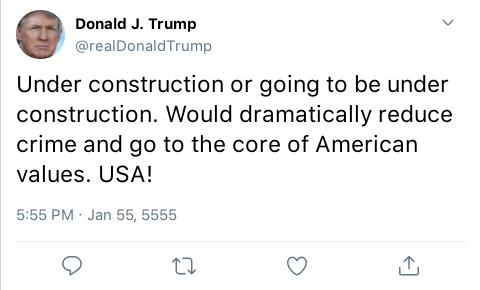 Donald J. Trump
@realDonaldTrump
Under construction or going to be under
construction. Would dramatically reduce
crime and go to the core of American
values. USA!
5:55 PM · Jan 55, 5555